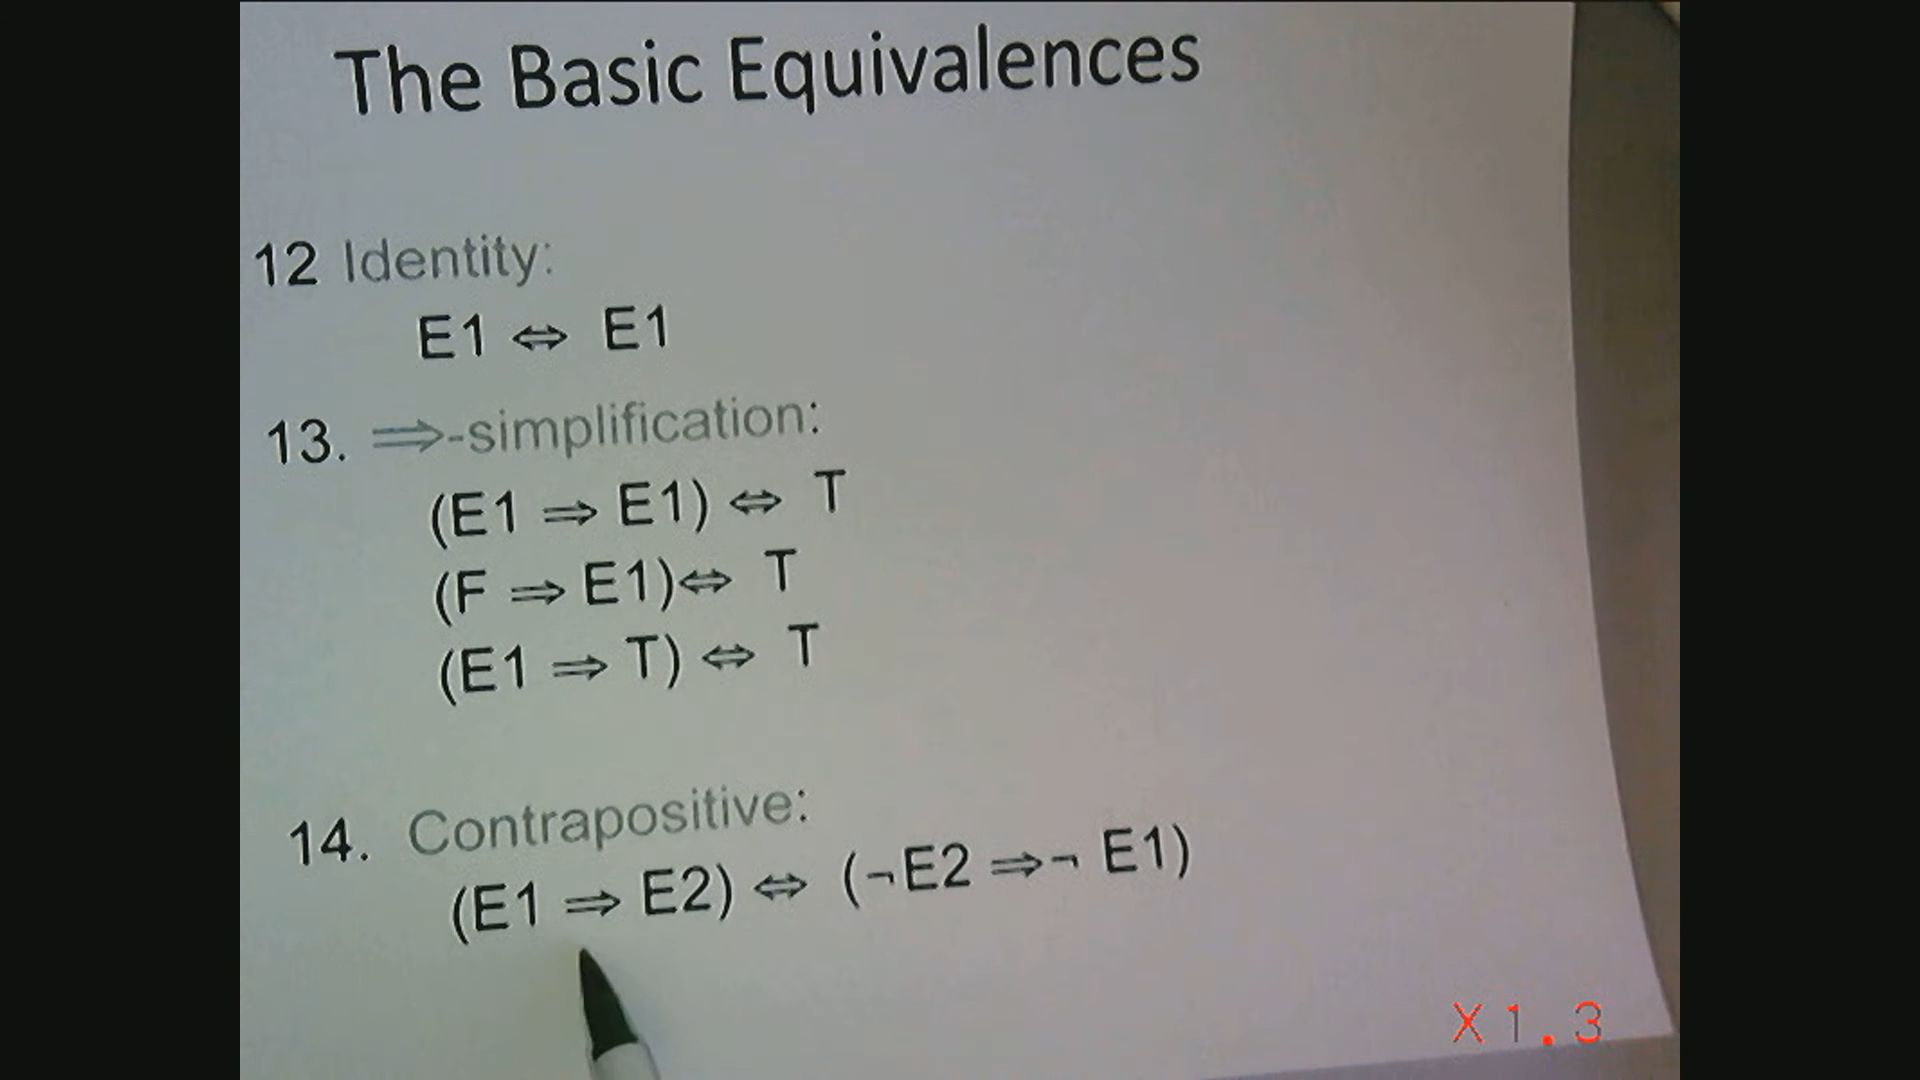 The Basic Equivalences
12 Identity:
E1 ⇔ E1
13. ⟹-simplification:
(E1 ⇒ E1) ⇔ T
(F ⇒ E1)⇔ T
(E1 ⇒ T) ⇔ T
14. Contrapositive:
(E1 ⇒ E2) ⇔ (¬E2 ⇒¬ E1)
X1.3